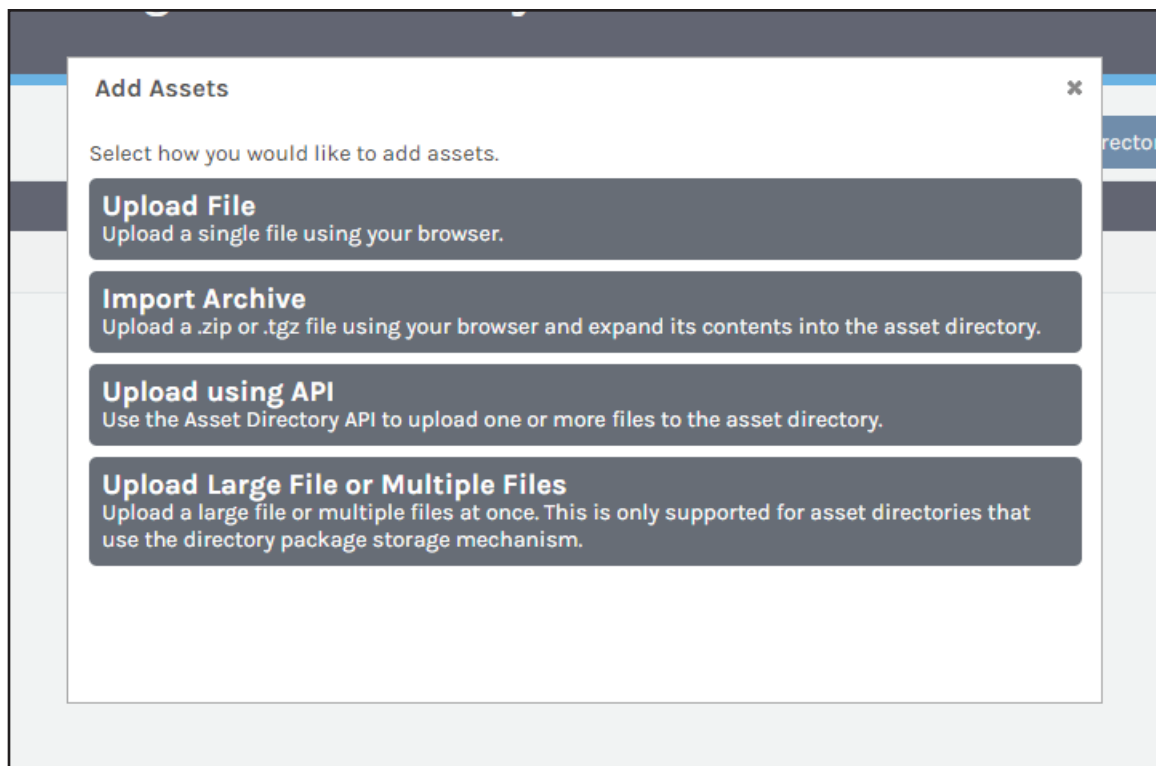 Add Assets
Select how you would like to add assets.
Upload File
Upload a single file using your browser.
Import Archive
Upload a .zip or .tgz file using your browser and expand its contents into the asset directory.
Upload using API
Use the Asset Directory API to upload one or more files to the asset directory.
Upload Large File or Multiple Files
Upload a large file or multiple files at once. This is only supported for asset directories that
use the directory package storage mechanism.